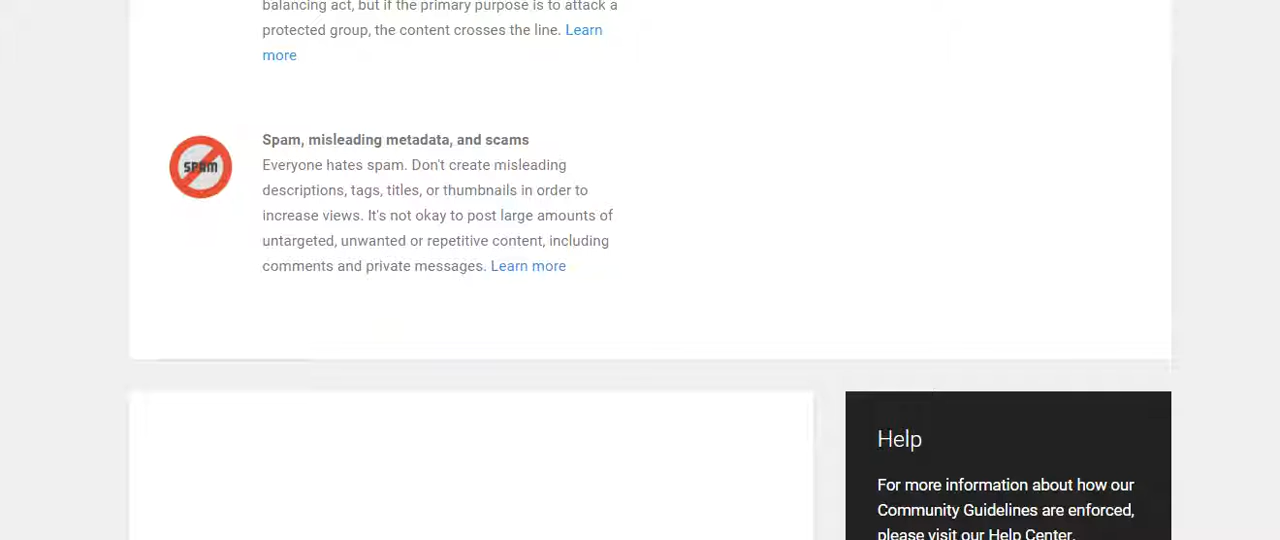 balancing act, but if the primary purpose is to attack a
protected group, the content crosses the line. Learn
more
SPAM
Spam, misleading metadata, and scams
Everyone hates spam. Don't create misleading
descriptions, tags, titles, or thumbnails in order to
increase views. It's not okay to post large amounts of
untargeted, unwanted or repetitive content, including
comments and private messages. Learn more
Help
For more information about how our
Community Guidelines are enforced,
please visit our Help Center.